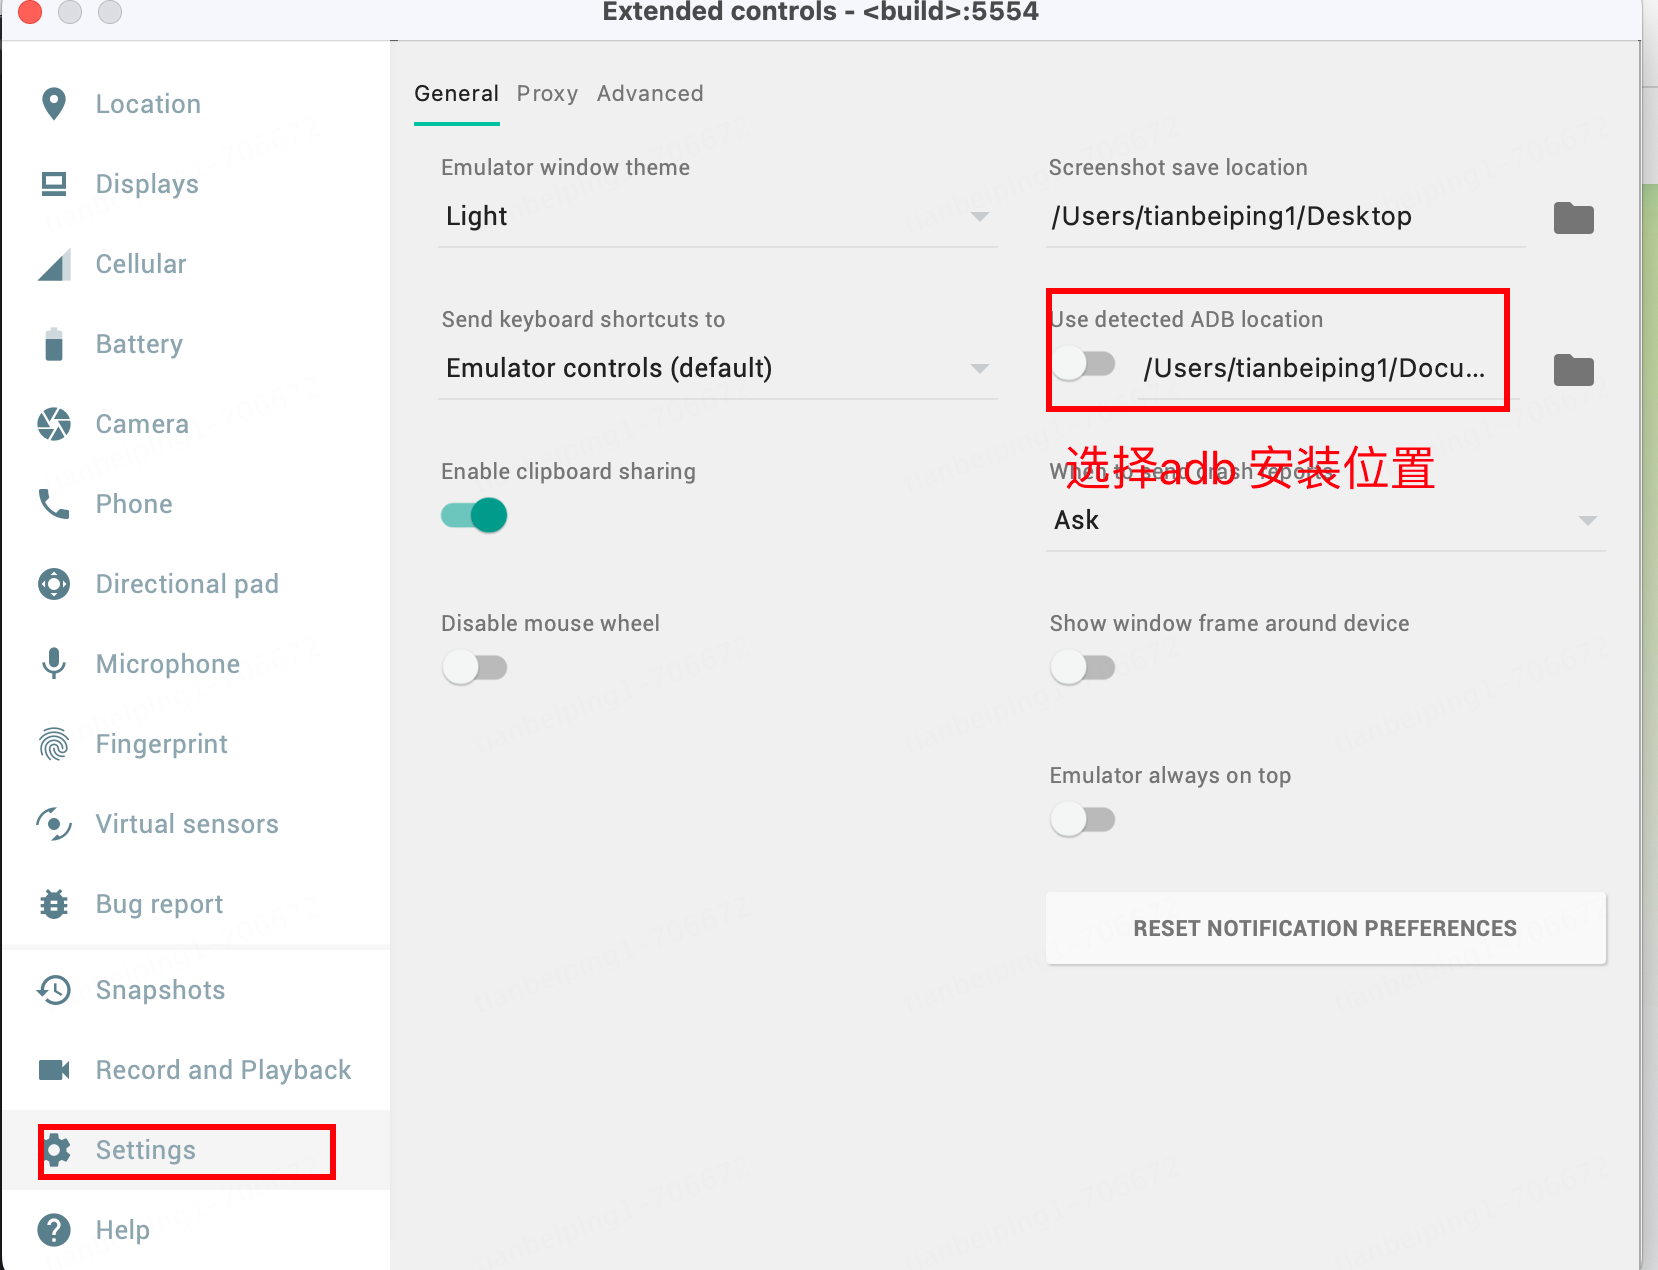 Extended controls - <build>:5554
Location
Displays
Cellular
Battery
Camera
Phone
Directional pad
Microphone
Fingerprint
Virtual sensors
Bug report
Snapshots
Record and Playback
Settings
Help
General Proxy Advanced
Emulator window theme
Light
Send keyboard shortcuts to
Emulator controls (default)
Enable clipboard sharing
Disable mouse wheel
Screenshot save location
/Users/tianbeiping1/Desktop
Use detected ADB location
/Users/tianbeiping1/Docu...
选择adb 安装位置
When to send crash reports
Ask
Show window frame around device
Emulator always on top
RESET NOTIFICATION PREFERENCES
tianbeiping1-706672